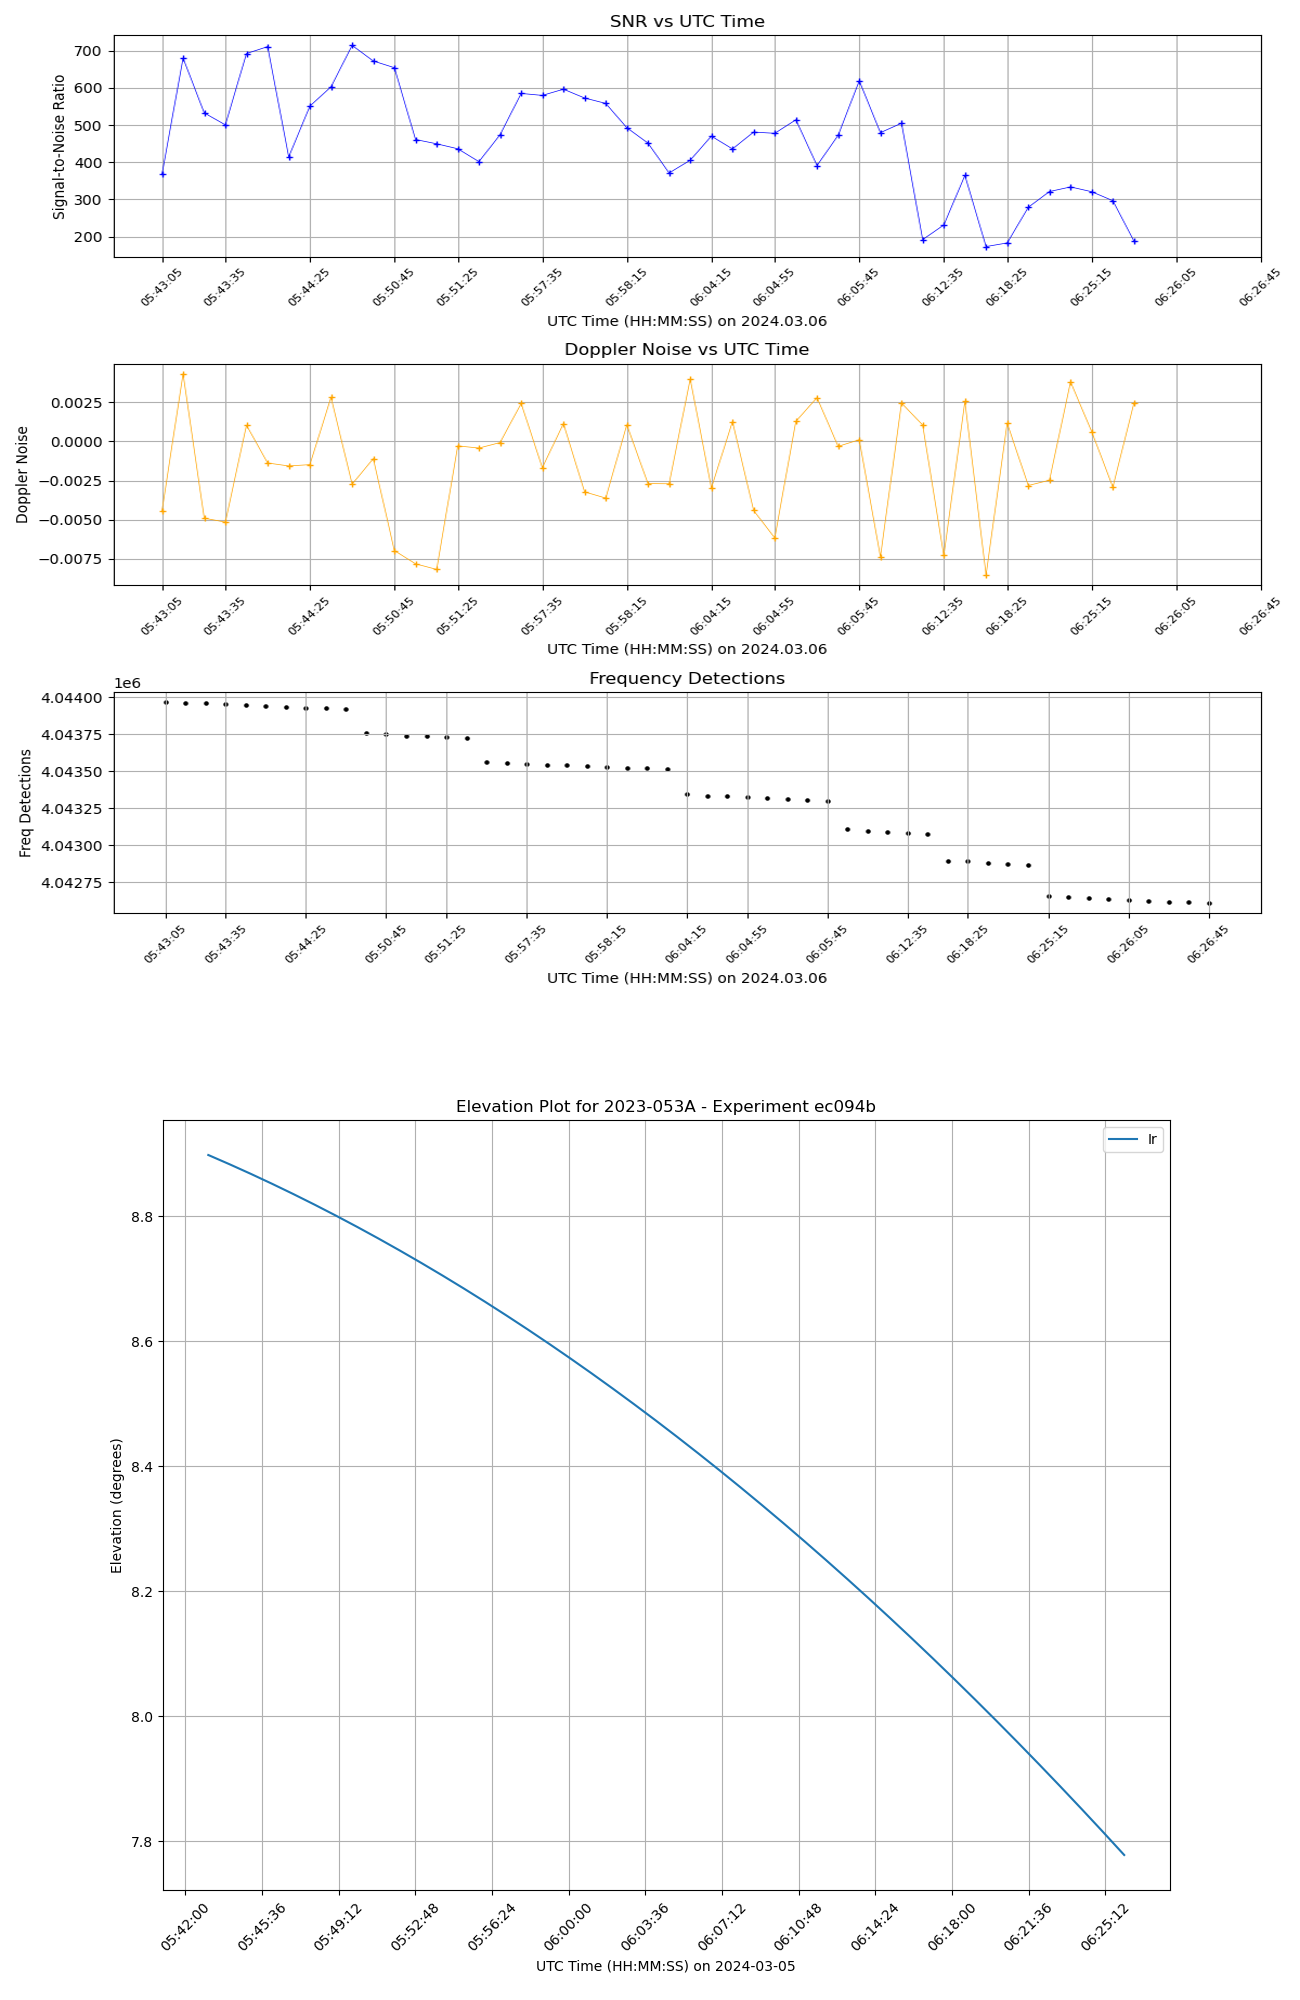 SNR vs UTC Time
Signal-to-Noise Ratio
700
600
500
400
300
200
05:43:05 05:43:35 05:44:25 05:50:45 05:51:25 05:57:35 05:58:15 06:04:15 06:04:55 06:05:45 06:12:35 06:18:25 06:25:15 06:26:05 06:26:45
UTC Time (HH:MM:SS) on 2024.03.06
Doppler Noise vs UTC Time
Doppler Noise
0.0025
0.0000
−0.0025
−0.0050
−0.0075
05:43:05 05:43:35 05:44:25 05:50:45 05:51:25 05:57:35 05:58:15 06:04:15 06:04:55 06:05:45 06:12:35 06:18:25 06:25:15 06:26:05 06:26:45
UTC Time (HH:MM:SS) on 2024.03.06
Frequency Detections
1e6
Freq Detections
4.04400
4.04375
4.04350
4.04325
4.04300
4.04275
05:43:05 05:43:35 05:44:25 05:50:45 05:51:25 05:57:35 05:58:15 06:04:15 06:04:55 06:05:45 06:12:35 06:18:25 06:25:15 06:26:05 06:26:45
UTC Time (HH:MM:SS) on 2024.03.06
Elevation Plot for 2023-053A - Experiment ec094b
Ir
Elevation (degrees)
8.8
8.6
8.4
8.2
8.0
7.8
05:42:00 05:45:36 05:49:12 05:52:48 05:56:24 06:00:00 06:03:36 06:07:12 06:10:48 06:14:24 06:18:00 06:21:36 06:25:12
UTC Time (HH:MM:SS) on 2024-03-05